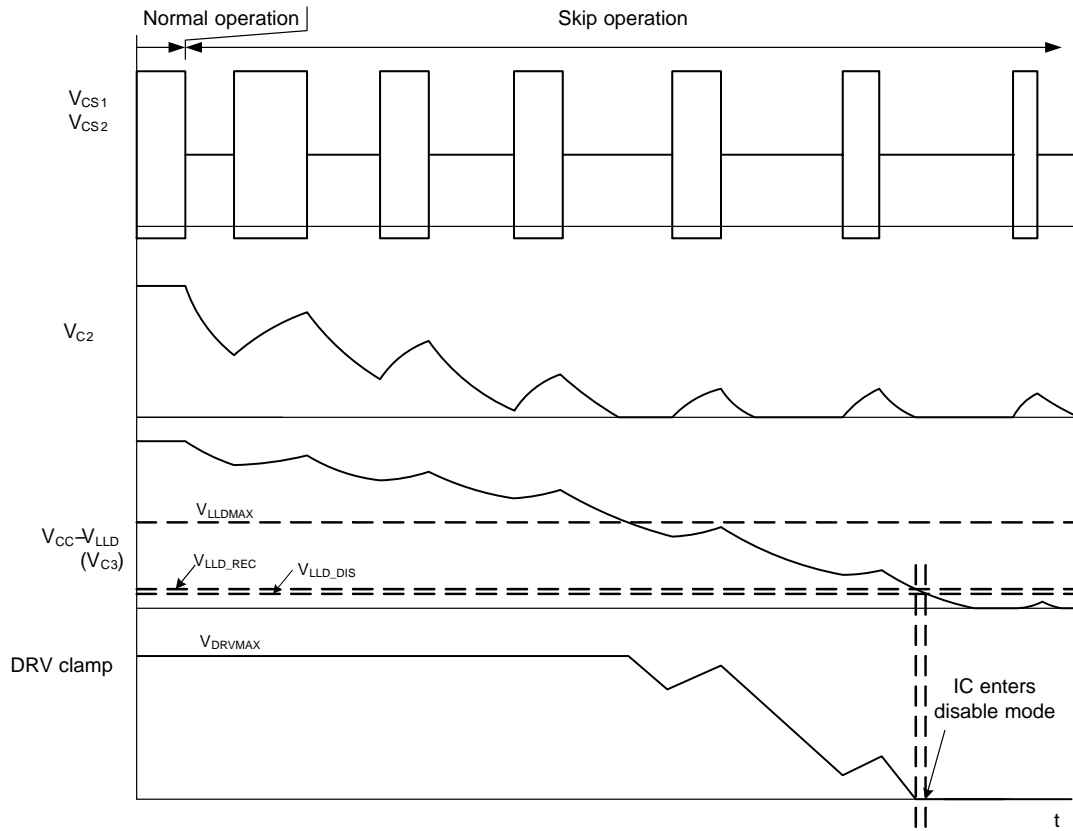 Normal operation
Skip operation
VCS1
VCS2
VC2
VLLDMAX
VCC–VLLD
(VC3)
VLLD_REC
VLLD_DIS
VDRVMAX
DRV clamp
IC enters
disable mode
t